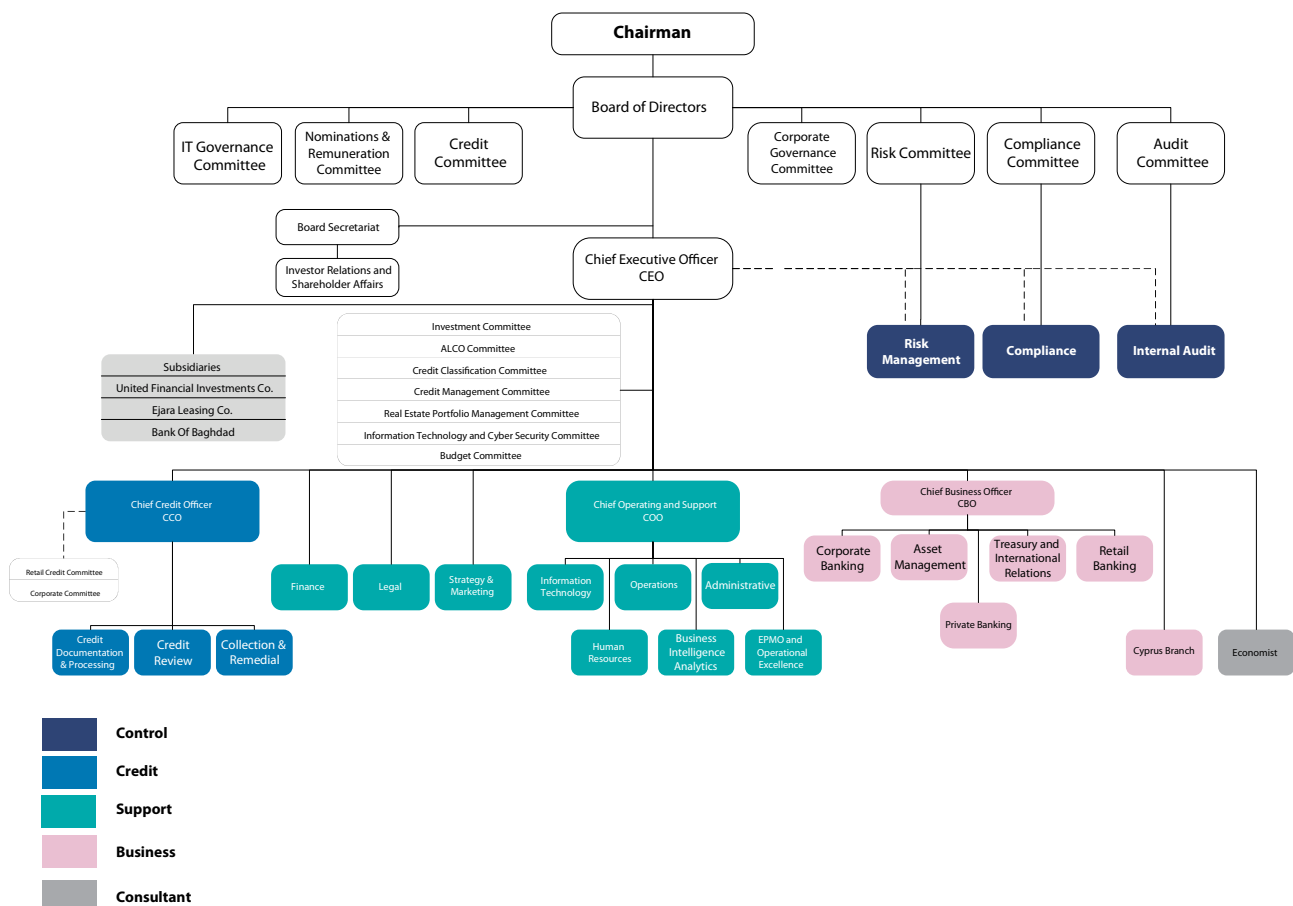 Chairman
Board of Directors
IT Governance
Committee
Nominations &
Remuneration
Committee
Credit
Committee
Corporate
Governance
Committee
Risk Committee
Compliance
Committee
Audit
Committee
Board Secretariat
Investor Relations and
Shareholder Affairs
Chief Executive Officer
CEO
Risk
Management
Compliance
Internal Audit
Subsidiaries
United Financial Investments Co.
Ejara Leasing Co.
Bank Of Baghdad
Investment Committee
ALCO Committee
Credit Classification Committee
Credit Management Committee
Real Estate Portfolio Management Committee
Information Technology and Cyber Security Committee
Budget Committee
Chief Credit Officer
CCO
Chief Operating and Support
COO
Chief Business Officer
CBO
Retail Credit Committee
Corporate Committee
Finance
Legal
Strategy &
Marketing
Information
Technology
Operations
Administrative
Corporate
Banking
Asset
Management
Treasury and
International
Relations
Retail
Banking
Credit
Documentation
& Processing
Credit
Review
Collection &
Remedial
Human
Resources
Business
Intelligence
Analytics
EPMO and
Operational
Excellence
Private Banking
Cyprus Branch
Economist
Control
Credit
Support
Business
Consultant